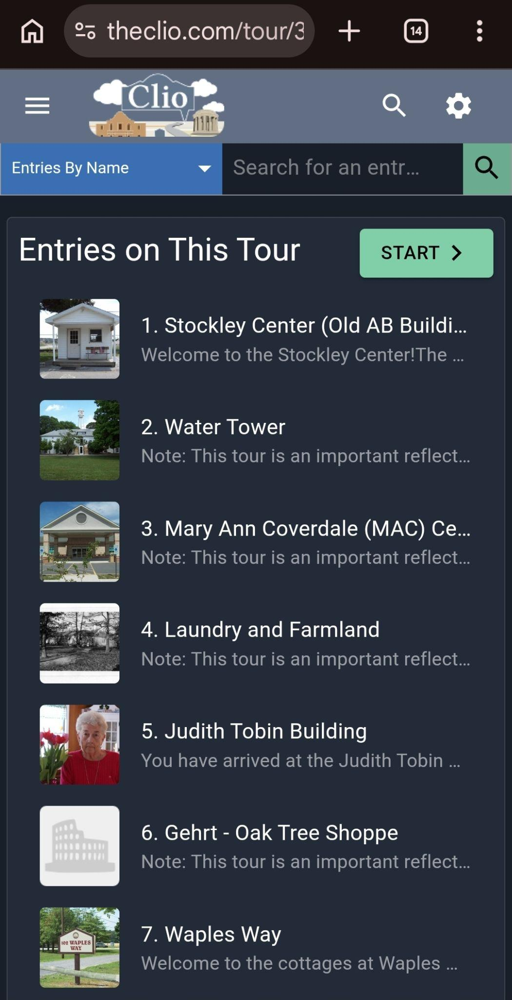 theclio.com/tour/3
14
Clio
Entries By Name
Search for an entr...
Entries on This Tour
START
1. Stockley Center (Old AB Buildi...
Welcome to the Stockley Center!The ...
2. Water Tower
Note: This tour is an important reflect...
3. Mary Ann Coverdale (MAC) Ce...
Note: This tour is an important reflect...
4. Laundry and Farmland
Note: This tour is an important reflect...
5. Judith Tobin Building
You have arrived at the Judith Tobin ...
6. Gehrt - Oak Tree Shoppe
Note: This tour is an important reflect...
7. Waples Way
Welcome to the cottages at Waples ...
102 WAPLES
WAY